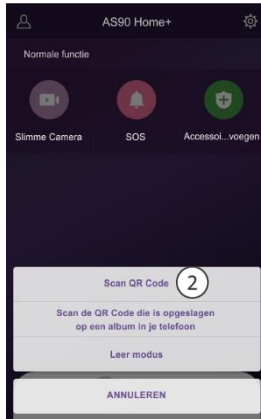 AS90 Home+
Normale functie
Slimme Camera SOS Accessoi...voegen
Scan QR Code 2
Scan de QR Code die is opgeslagen
op een album in je telefoon
Leer modus
ANNULEREN